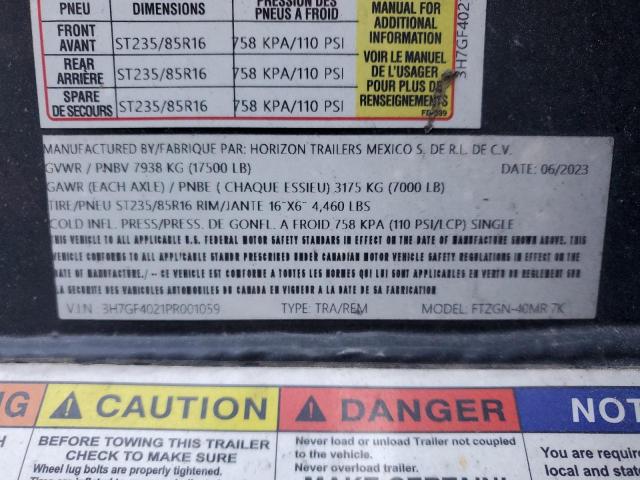 PNEU DIMENSIONS PRESSION DES PNEUS A FROID
MANUAL FOR
ADDITIONAL
INFORMATION
FRONT
AVANT ST235/85R16 758 KPA/110 PSI
REAR
ARRIÈRE ST235/85R16 758 KPA/110 PSI
SPARE
DE SECOURS ST235/85R16 758 KPA/110 PSI
VOIR LE MANUEL
DE L'USAGER
POUR PLUS DE
RENSEIGNEMENTS
3H7GF4021
MANUFACTURED BY/FABRIQUE PAR: HORIZON TRAILERS MEXICO S. DE R.L. DE C.V.
GVWR / PNBV 7938 KG (17500 LB) DATE: 06/2023
GAWR (EACH AXLE) / PNBE ( CHAQUE ESSIEU) 3175 KG (7000 LB)
TIRE/PNEU ST235/85R16 RIM/JANTE 16"X6" 4,460 LBS
COLD INFL. PRESS/PRESS. DE GONFL. A FROID 758 KPA (110 PSI/LCP) SINGLE
THIS VEHICLE TO ALL APPLICABLE U.S. FEDERAL MOTOR SAFETY STANDARDS IN EFFECT ON THE DATE OF MANUFACTURE SHOWN ABOVE.
THIS VEHICLE TO ALL APPLICABLE STANDARDS PRESCRIBED UNDER CANADIAN MOTOR VEHICLE SAFETY REGULATIONS IN EFFECT ON
THE DATE OF MANUFACTURE. CE VEHICULE EST CONFORME A TOUTES LES NORMES QUI LUI SONT APPLICABLES EN VERTU DU REGLEMENT SUR
LA SECURITE DES VEHICULES AUTOMOBILES DU CANADA EN VIGUEUR A LA DATE DE SA FABRICATION
V.I.N.: 3H7GF4021PR001059 TYPE: TRA/REM MODEL: FTZGN-40MR 7K
CAUTION
BEFORE TOWING THIS TRAILER
CHECK TO MAKE SURE
Wheel lug bolts are properly tightened.
DANGER
Never load or unload Trailer not coupled
to the vehicle.
Never overload trailer.
NOT
You are require
local and state